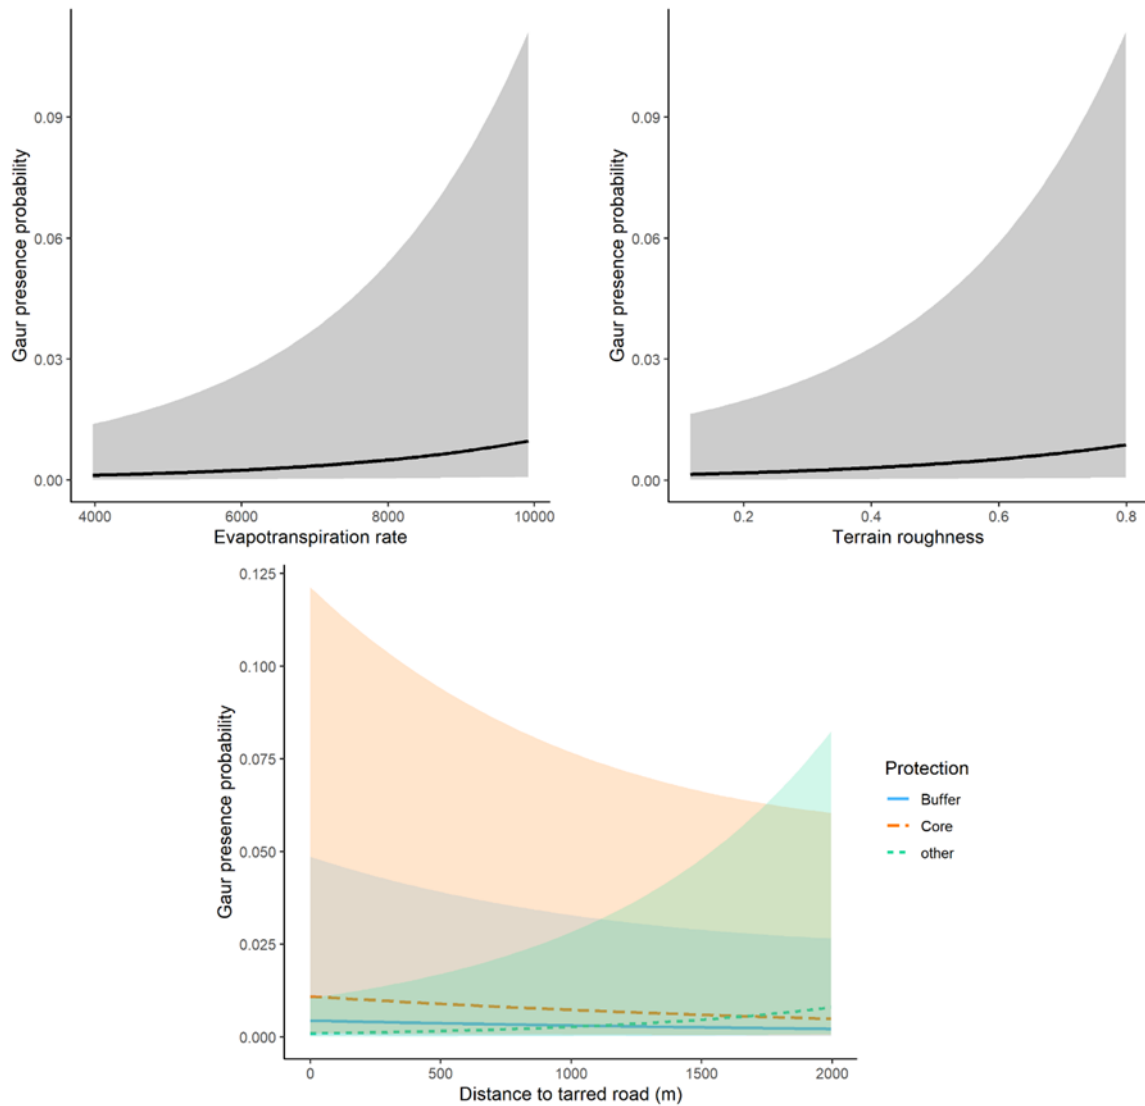 Gaur presence probability
0.09
0.06
0.03
0.00
4000 6000 8000 10000
Evapotranspiration rate
Gaur presence probability
0.09
0.06
0.03
0.00
0.2 0.4 0.6 0.8
Terrain roughness
Gaur presence probability
0.125
0.100
0.075
0.050
0.025
0.000
0 500 1000 1500 2000
Distance to tarred road (m)
Protection
Buffer
Core
other